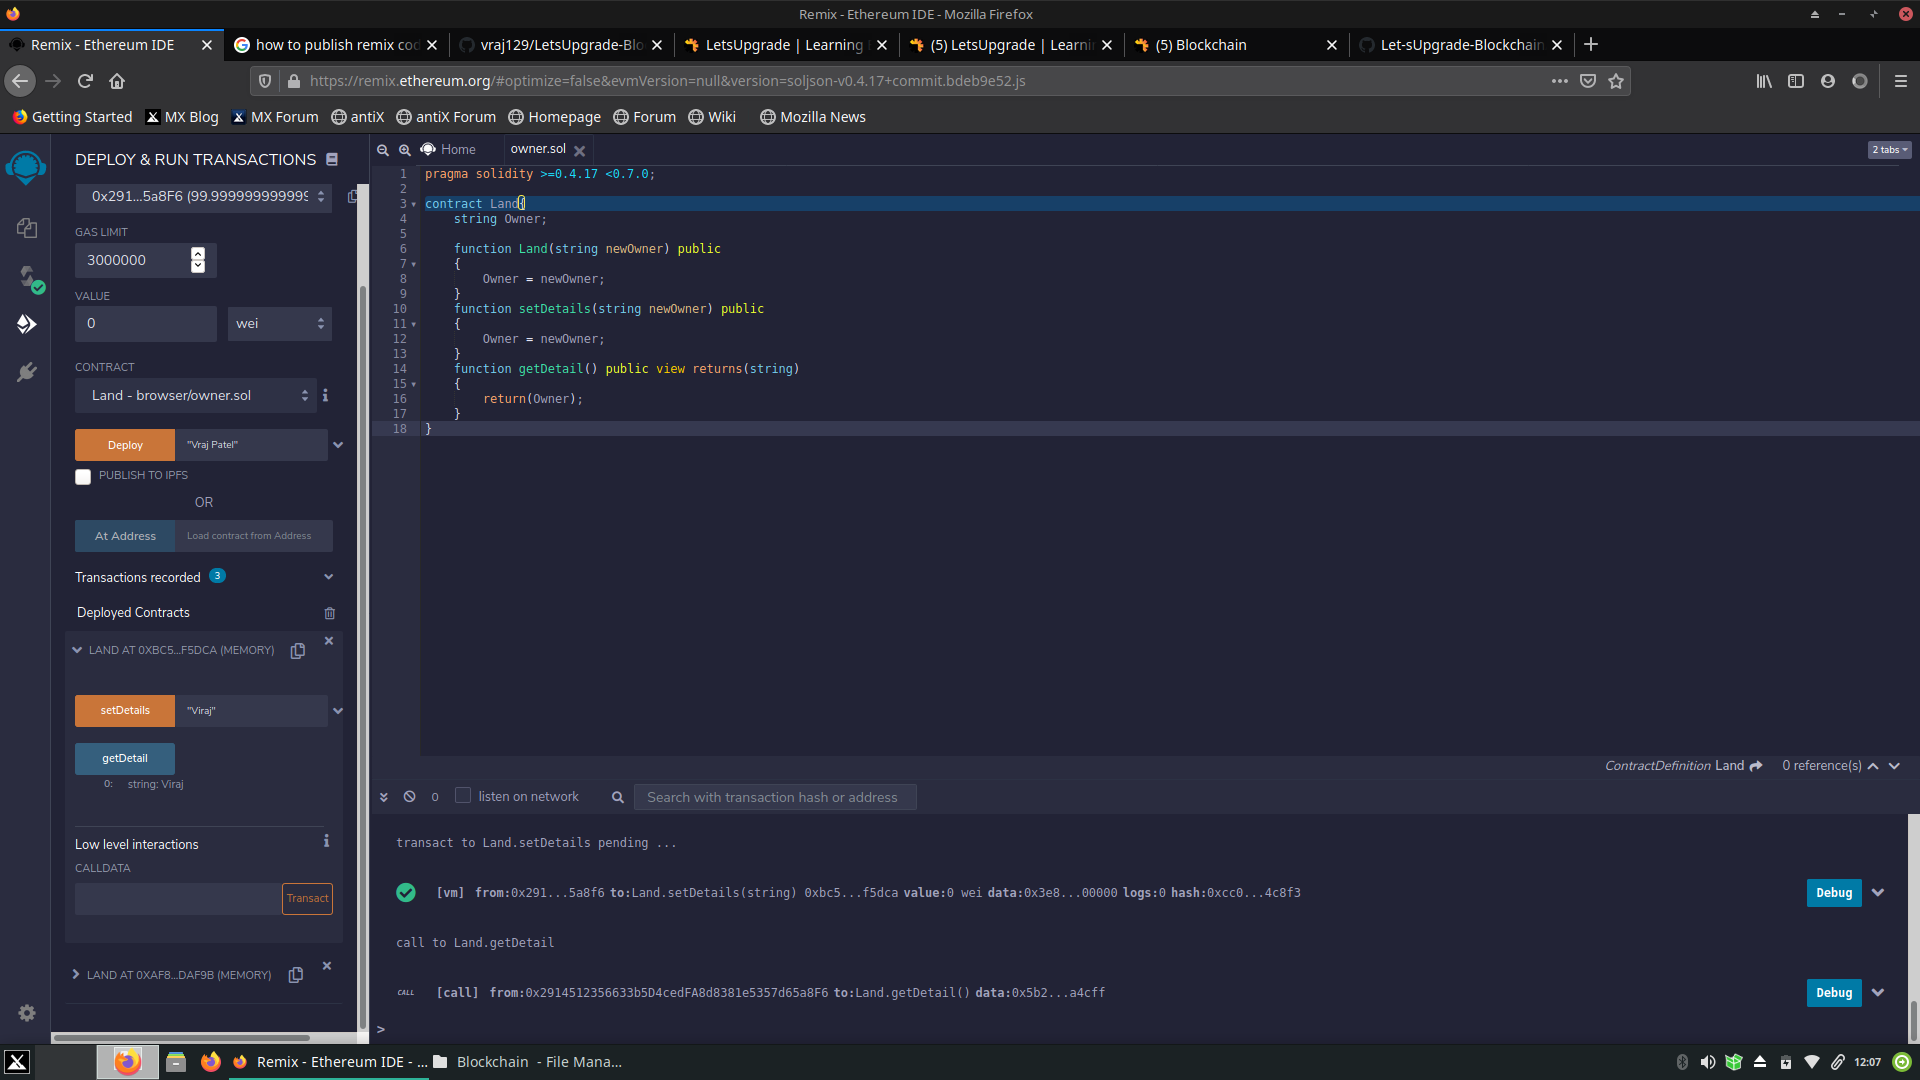 Remix - Ethereum IDE - Mozilla Firefox
Remix - Ethereum IDE
how to publish remix co
vraj129/LetsUpgrade-Blo
LetsUpgrade | Learning
(5) LetsUpgrade | Learni
(5) Blockchain
Let-sUpgrade-Blockchain
https://remix.ethereum.org/#optimize=false&evmVersion=null&version=soljson-v0.4.17+commit.bdeb9e52.js
Getting Started
MX Blog
MX Forum
antiX
antiX Forum
Homepage
Forum
Wiki
Mozilla News
DEPLOY & RUN TRANSACTIONS
0x291...5a8F6 (99.9999999999999
GAS LIMIT
3000000
VALUE
0
wei
CONTRACT
Land - browser/owner.sol
Deploy
"Vraj Patel"
PUBLISH TO IPFS
OR
At Address
Load contract from Address
Transactions recorded 3
Deployed Contracts
LAND AT 0XBC5...F5DCA (MEMORY)
setDetails
"Viraj"
getDetail
0: string: Viraj
Low level interactions
CALLDATA
Transact
LAND AT 0XAF8...DAF9B (MEMORY)
Home
owner.sol
2 tabs
1 pragma solidity >=0.4.17 <0.7.0;
2
3 contract Land{
4 string Owner;
5
6 function Land(string newOwner) public
7 {
8 Owner = newOwner;
9 }
10 function setDetails(string newOwner) public
11 {
12 Owner = newOwner;
13 }
14 function getDetail() public view returns(string)
15 {
16 return(Owner);
17 }
18 }
ContractDefinition Land
0 reference(s)
0
listen on network
Search with transaction hash or address
transact to Land.setDetails pending ...
[vm] from:0x291...5a8f6 to:Land.setDetails(string) 0xbc5...f5dca value:0 wei data:0x3e8...00000 logs:0 hash:0xcc0...4c8f3
Debug
call to Land.getDetail
CALL [call] from:0x2914512356633b5D4cedFA8d8381e5357d65a8F6 to:Land.getDetail() data:0x5b2...a4cff
Debug
>
Remix - Ethereum IDE - ...
Blockchain - File Mana...
12:07